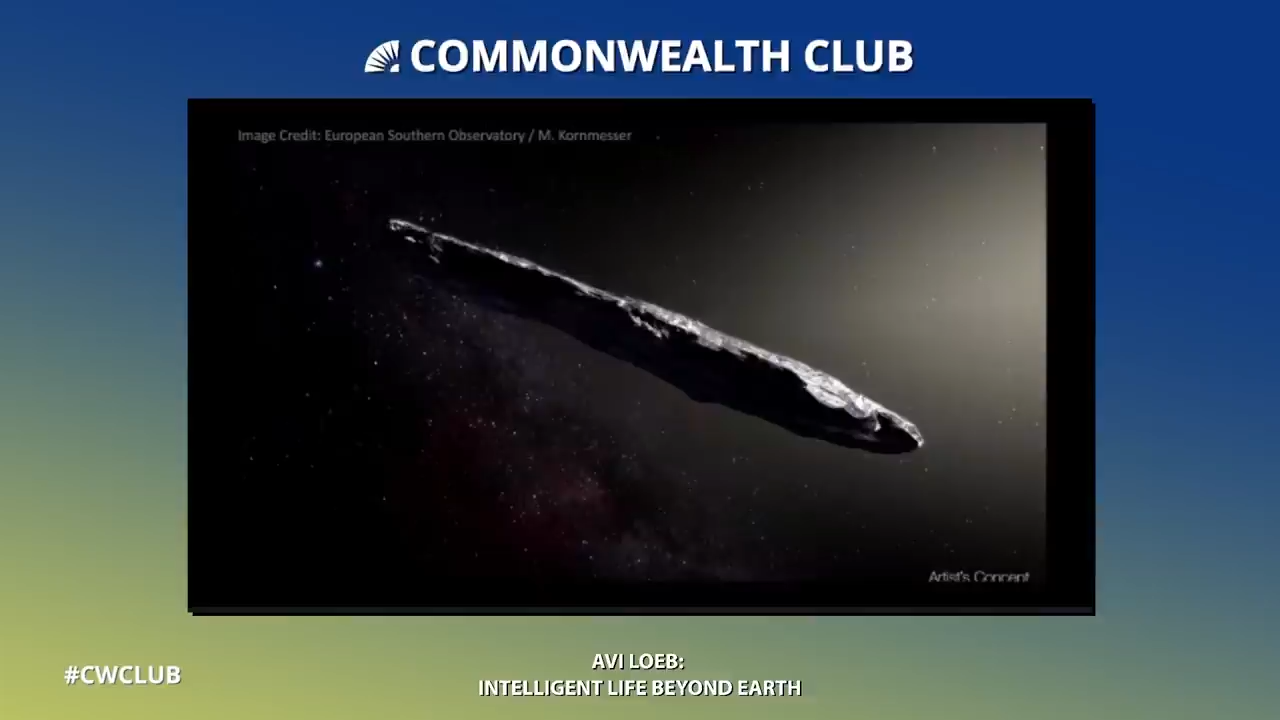 COMMONWEALTH CLUB
Image Credit: European Southern Observatory / M. Kornmesser
Artist's Concept
#CWCLUB
AVI LOEB:
INTELLIGENT LIFE BEYOND EARTH